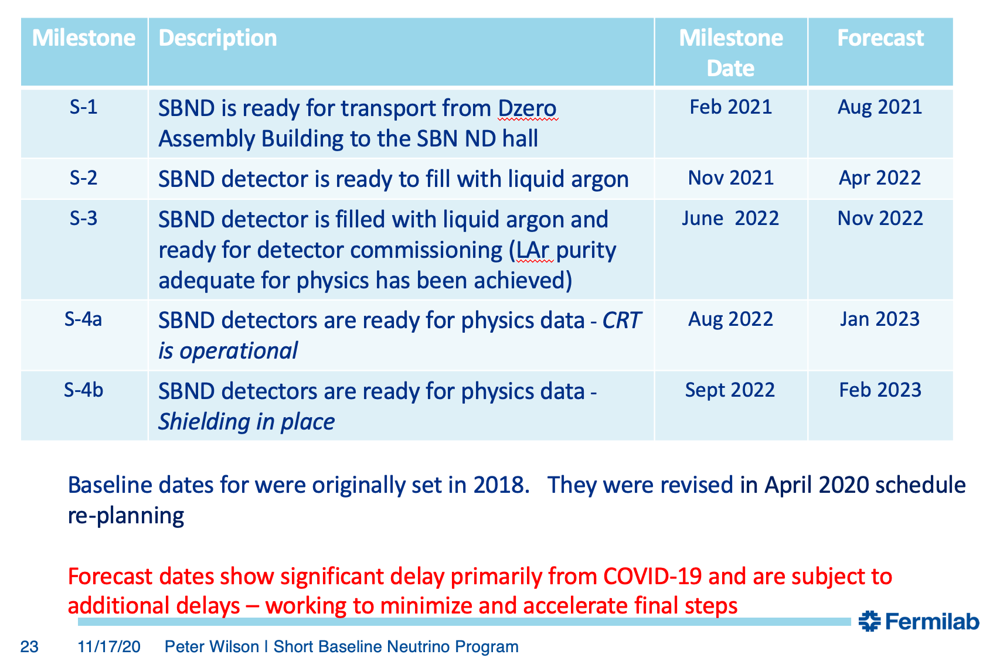 Milestone Description Milestone Date Forecast
S-1 SBND is ready for transport from Dzero Feb 2021 Aug 2021
Assembly Building to the SBN ND hall
S-2 SBND detector is ready to fill with liquid argon Nov 2021 Apr 2022
S-3 SBND detector is filled with liquid argon and June 2022 Nov 2022
ready for detector commissioning (LAr purity
adequate for physics has been achieved)
S-4a SBND detectors are ready for physics data - CRT Aug 2022 Jan 2023
is operational
S-4b SBND detectors are ready for physics data - Sept 2022 Feb 2023
Shielding in place
Baseline dates for were originally set in 2018. They were revised in April 2020 schedule
re-planning
Forecast dates show significant delay primarily from COVID-19 and are subject to
additional delays – working to minimize and accelerate final steps
Fermilab
23 11/17/20 Peter Wilson | Short Baseline Neutrino Program